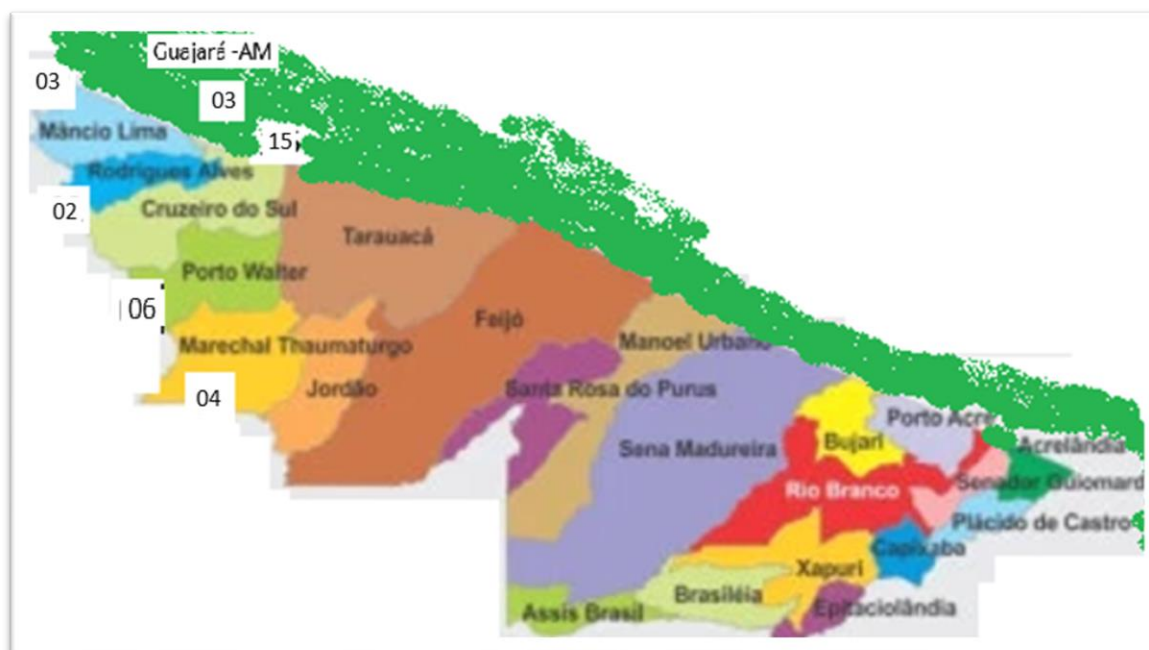 Guajará -AM
03
03
15
Mâncio Lima
Rodrigues Alves
02
Cruzeiro do Sul
Tarauacá
Porto Walter
06
Feijó
Marechal Thaumaturgo
Manoel Urbano
Jordão
04
Santa Rosa do Purus
Sena Madureira
Bujari
Porto Acre
Acrelândia
Senador Guiomard
Rio Branco
Plácido de Castro
Capixaba
Xapuri
Brasiléia
Epitaciolândia
Assis Brasil